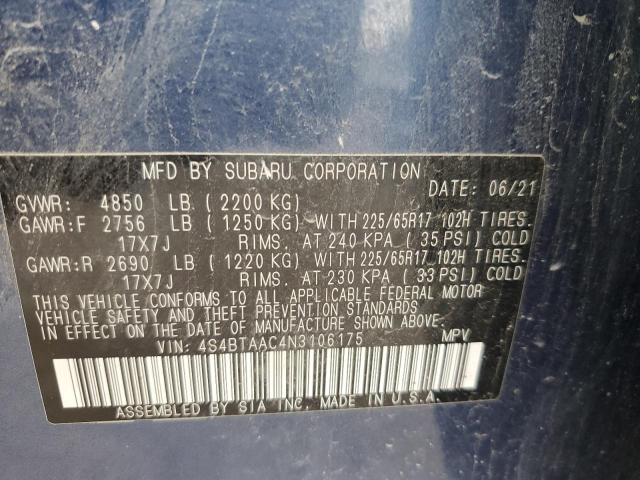 MFD BY SUBARU CORPORATION
DATE: 06/21
GVWR: 4850 LB ( 2200 KG)
GAWR:F 2756 LB ( 1250 KG) WITH 225/65R17 102H TIRES.
17X7J RIMS. AT 240 KPA ( 35 PSI) COLD
GAWR:R 2690 LB ( 1220 KG) WITH 225/65R17 102H TIRES.
17X7J RIMS. AT 230 KPA ( 33 PSI) COLD
THIS VEHICLE CONFORMS TO ALL APPLICABLE FEDERAL MOTOR
VEHICLE SAFETY AND THEFT PREVENTION STANDARDS
IN EFFECT ON THE DATE OF MANUFACTURE SHOWN ABOVE.
VIN: 4S4BTAAC4N3106175 MPV
ASSEMBLED BY SIA INC. MADE IN U.S.A.